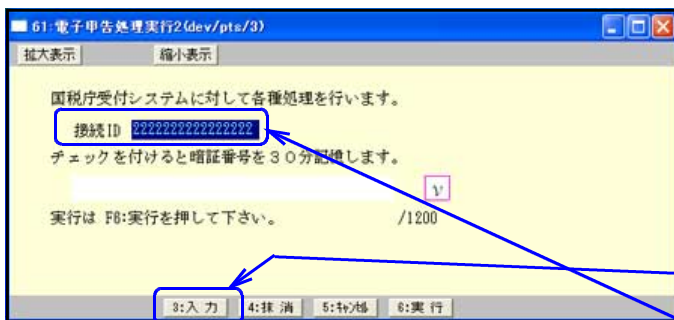 61:電子申告処理実行2(dev/pts/3)
拡大表示 縮小表示
国税庁受付システムに対して各種処理を行います。
接続ID 2222222222222222
チェックを付けると暗証番号を30分記憶します。
ν
実行は F6:実行を押して下さい。 /1200
3:入力 4:抹消 5:ｷｬﾝｾﾙ 6:実行